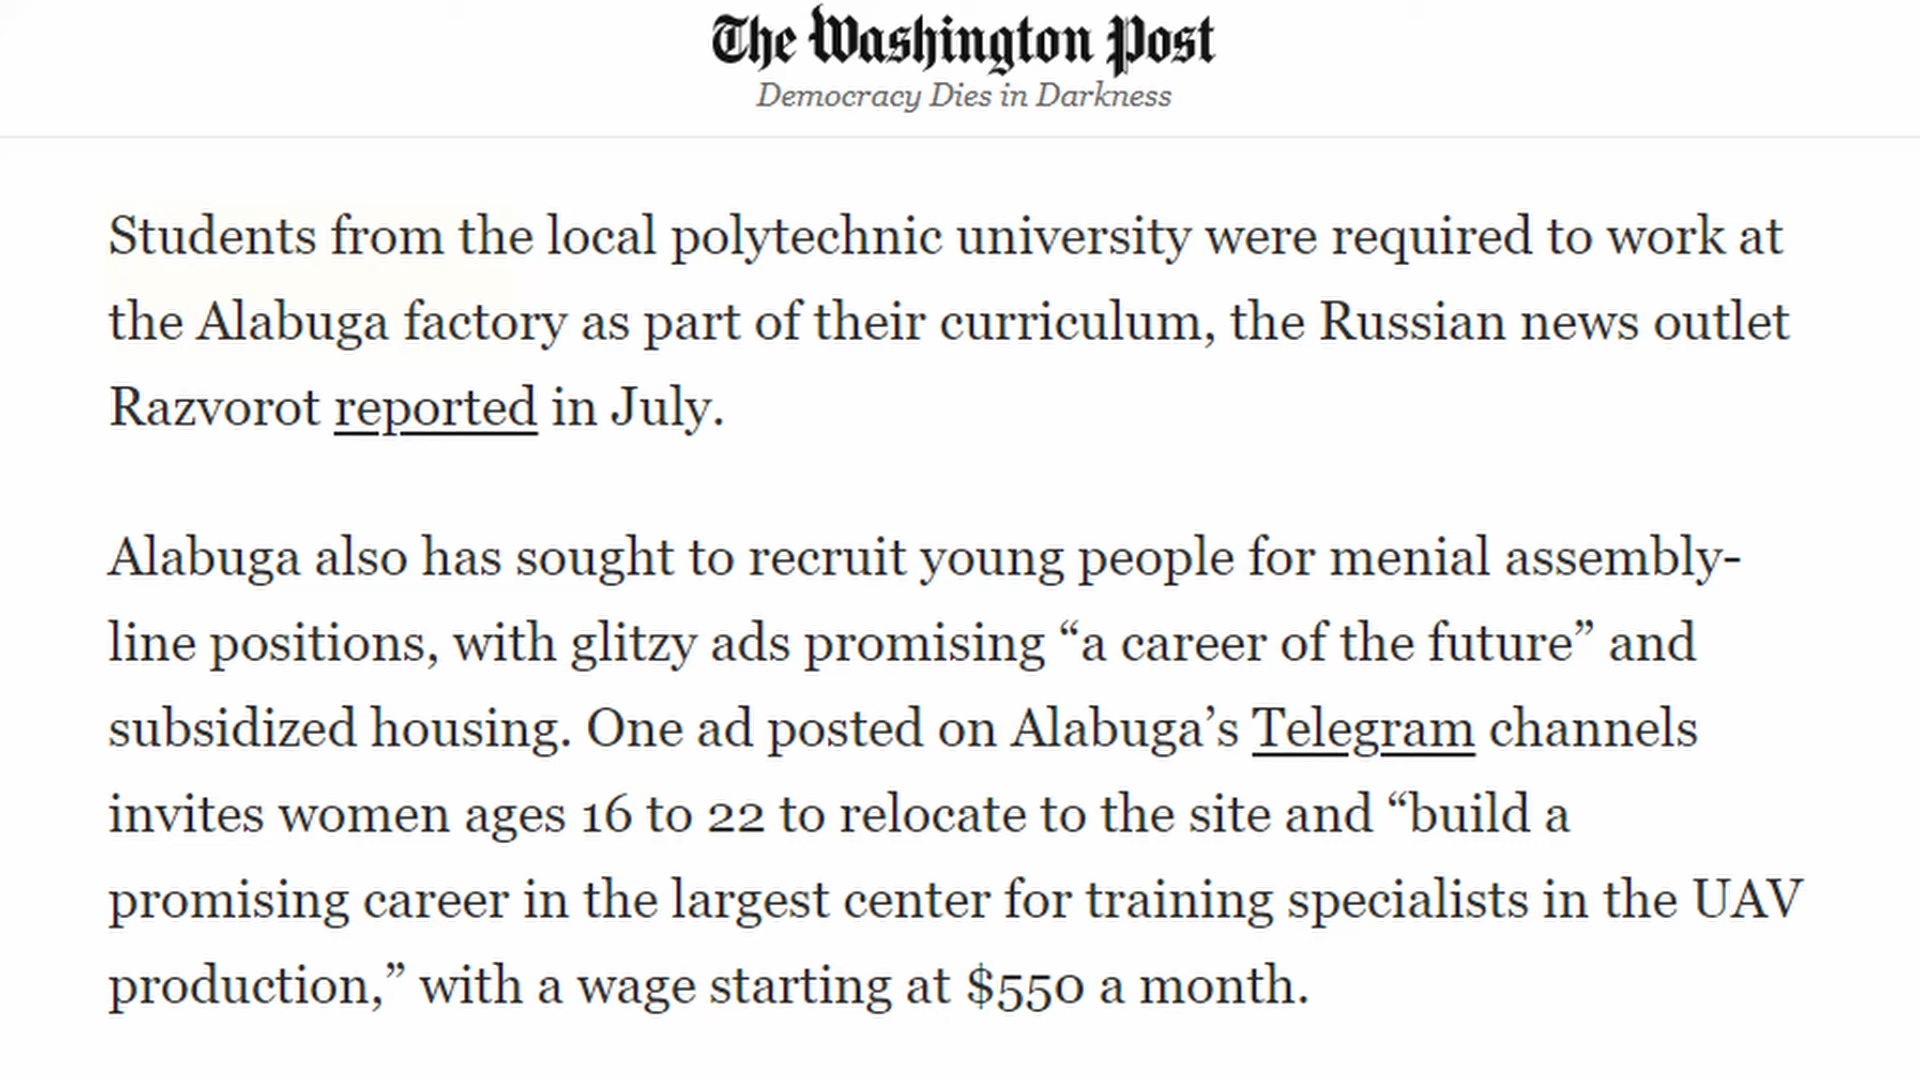 The Washington Post
Democracy Dies in Darkness
Students from the local polytechnic university were required to work at
the Alabuga factory as part of their curriculum, the Russian news outlet
Razvorot reported in July.
Alabuga also has sought to recruit young people for menial assembly-
line positions, with glitzy ads promising “a career of the future” and
subsidized housing. One ad posted on Alabuga’s Telegram channels
invites women ages 16 to 22 to relocate to the site and “build a
promising career in the largest center for training specialists in the UAV
production,” with a wage starting at $550 a month.